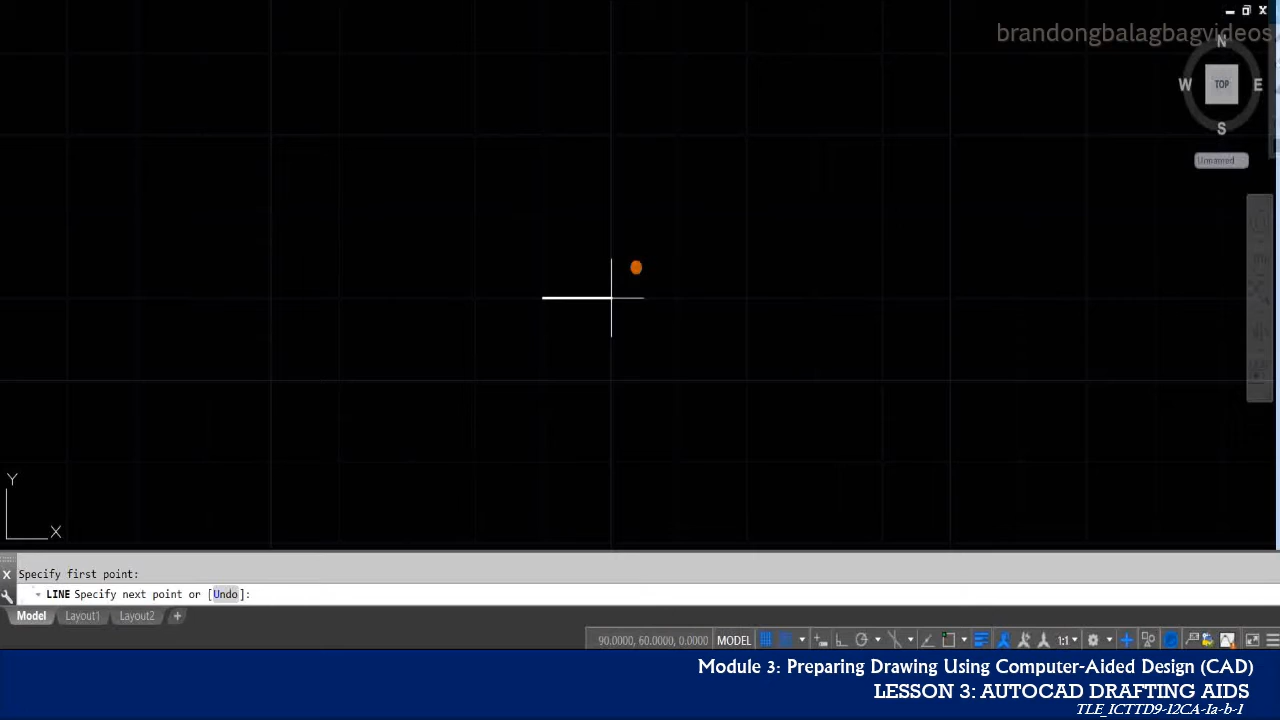 brandongbalagbagvideos
N
W
TOP
E
S
Unnamed
Y
X
Specify first point:
LINE Specify next point or [Undo]:
Model
Layout1
Layout2
+
90.0000, 60.0000, 0.0000
MODEL
1:1
Module 3: Preparing Drawing Using Computer-Aided Design (CAD)
LESSON 3: AUTOCAD DRAFTING AIDS
TLE_ICTTD9-12CA-Ia-b-1